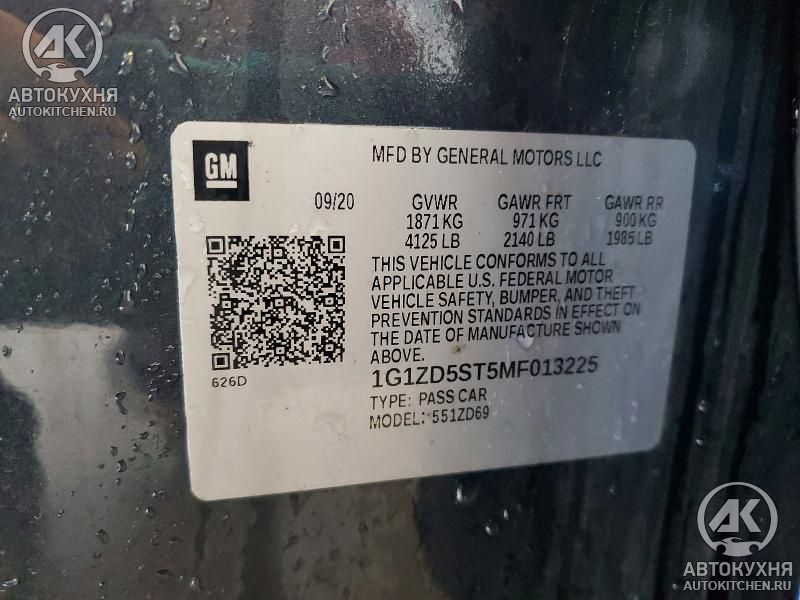 АВТОКУХНЯ
AUTOKITCHEN.RU
GM
MFD BY GENERAL MOTORS LLC
09/20 GVWR GAWR FRT GAWR RR
1871 KG 971 KG 900 KG
4125 LB 2140 LB 1985 LB
THIS VEHICLE CONFORMS TO ALL
APPLICABLE U.S. FEDERAL MOTOR
VEHICLE SAFETY, BUMPER, AND THEFT
PREVENTION STANDARDS IN EFFECT ON
THE DATE OF MANUFACTURE SHOWN
ABOVE.
626D
1G1ZD5ST5MF013225
TYPE: PASS CAR
MODEL: 551ZD69
АК
АВТОКУХНЯ
AUTOKITCHEN.RU